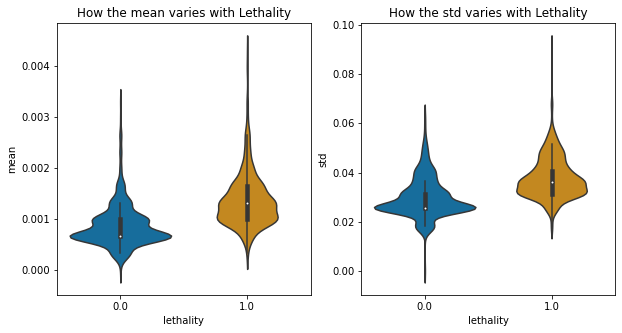 How the mean varies with Lethality
mean
0.004
0.003
0.002
0.001
0.000
0.0
1.0
lethality
How the std varies with Lethality
std
0.10
0.08
0.06
0.04
0.02
0.00
0.0
1.0
lethality